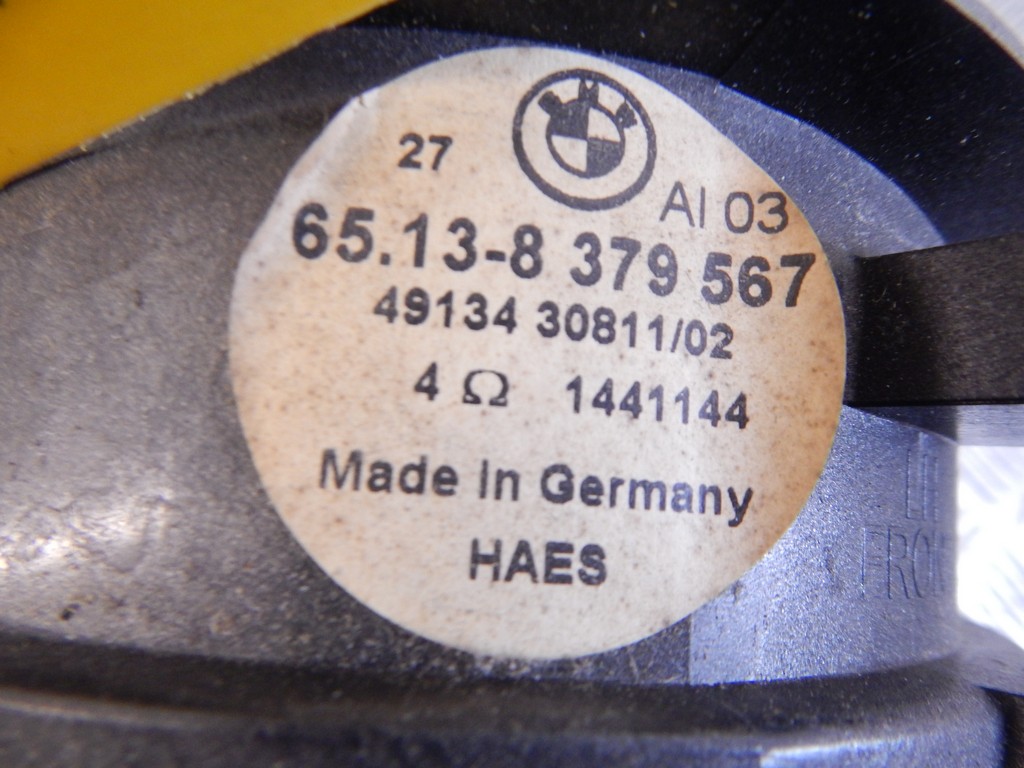 27
AI 03
65.13-8 379 567
49134 30811/02
4 Ω 1441144
Made In Germany
HAES